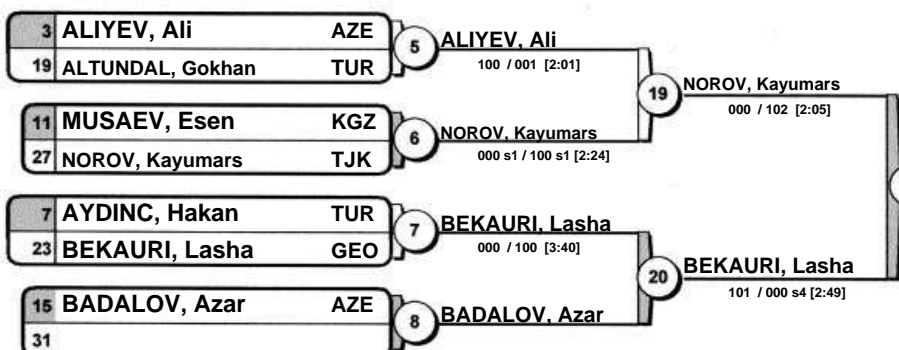 3 ALIYEV, Ali AZE
19 ALTUNDAL, Gokhan TUR
5
ALIYEV, Ali
100 / 001 [2:01]
11 MUSAEV, Esen KGZ
27 NOROV, Kayumars TJK
6
NOROV, Kayumars
000 s1 / 100 s1 [2:24]
19
NOROV, Kayumars
000 / 102 [2:05]
7 AYDINC, Hakan TUR
23 BEKAURI, Lasha GEO
7
BEKAURI, Lasha
000 / 100 [3:40]
15 BADALOV, Azar AZE
31
8
BADALOV, Azar
20
BEKAURI, Lasha
101 / 000 s4 [2:49]